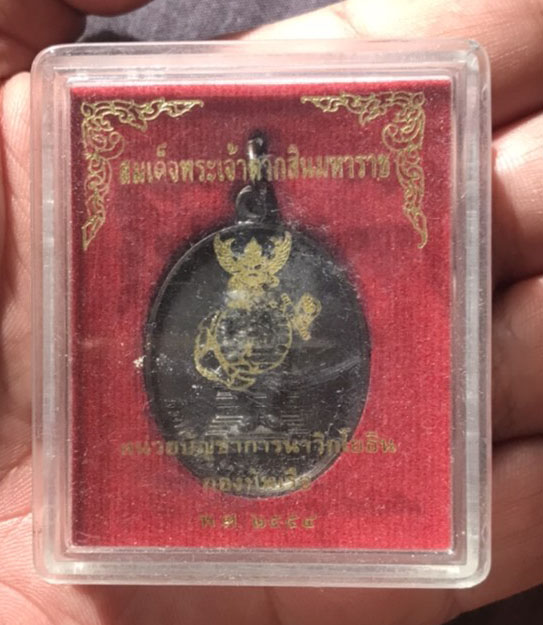 สมเด็จพระเจ้าตากสินมหาราช
หน่วยบัญชาการนาวิกโยธิน
กองทัพเรือ
พ.ศ. ๒๕๕๔